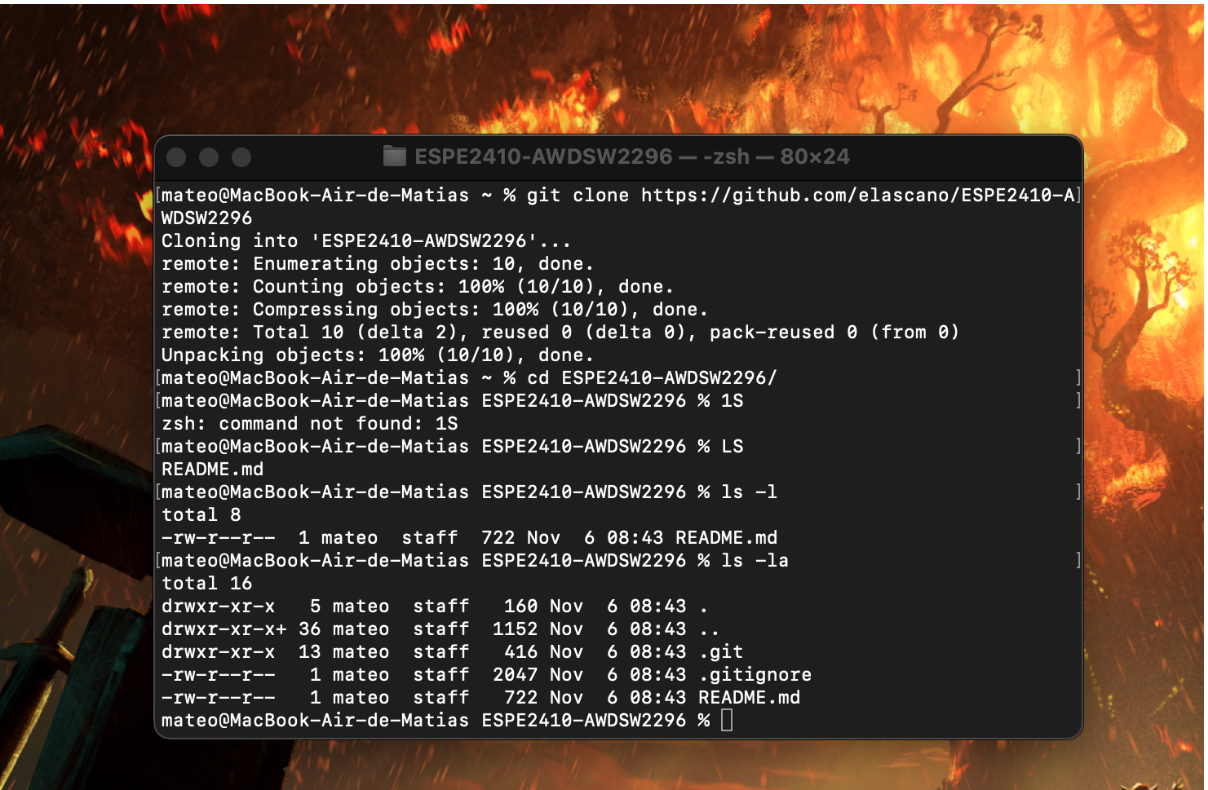 ESPE2410-AWDSW2296 — -zsh — 80×24
[mateo@MacBook-Air-de-Matias ~ % git clone https://github.com/elascano/ESPE2410-A]
WDSW2296
Cloning into 'ESPE2410-AWDSW2296'...
remote: Enumerating objects: 10, done.
remote: Counting objects: 100% (10/10), done.
remote: Compressing objects: 100% (10/10), done.
remote: Total 10 (delta 2), reused 0 (delta 0), pack-reused 0 (from 0)
Unpacking objects: 100% (10/10), done.
[mateo@MacBook-Air-de-Matias ~ % cd ESPE2410-AWDSW2296/ ]
[mateo@MacBook-Air-de-Matias ESPE2410-AWDSW2296 % 1S ]
zsh: command not found: 1S
[mateo@MacBook-Air-de-Matias ESPE2410-AWDSW2296 % LS ]
README.md
[mateo@MacBook-Air-de-Matias ESPE2410-AWDSW2296 % ls -l ]
total 8
-rw-r--r--  1 mateo  staff  722 Nov  6 08:43 README.md
[mateo@MacBook-Air-de-Matias ESPE2410-AWDSW2296 % ls -la ]
total 16
drwxr-xr-x   5 mateo  staff   160 Nov  6 08:43 .
drwxr-xr-x+ 36 mateo  staff  1152 Nov  6 08:43 ..
drwxr-xr-x  13 mateo  staff   416 Nov  6 08:43 .git
-rw-r--r--   1 mateo  staff  2047 Nov  6 08:43 .gitignore
-rw-r--r--   1 mateo  staff   722 Nov  6 08:43 README.md
mateo@MacBook-Air-de-Matias ESPE2410-AWDSW2296 %